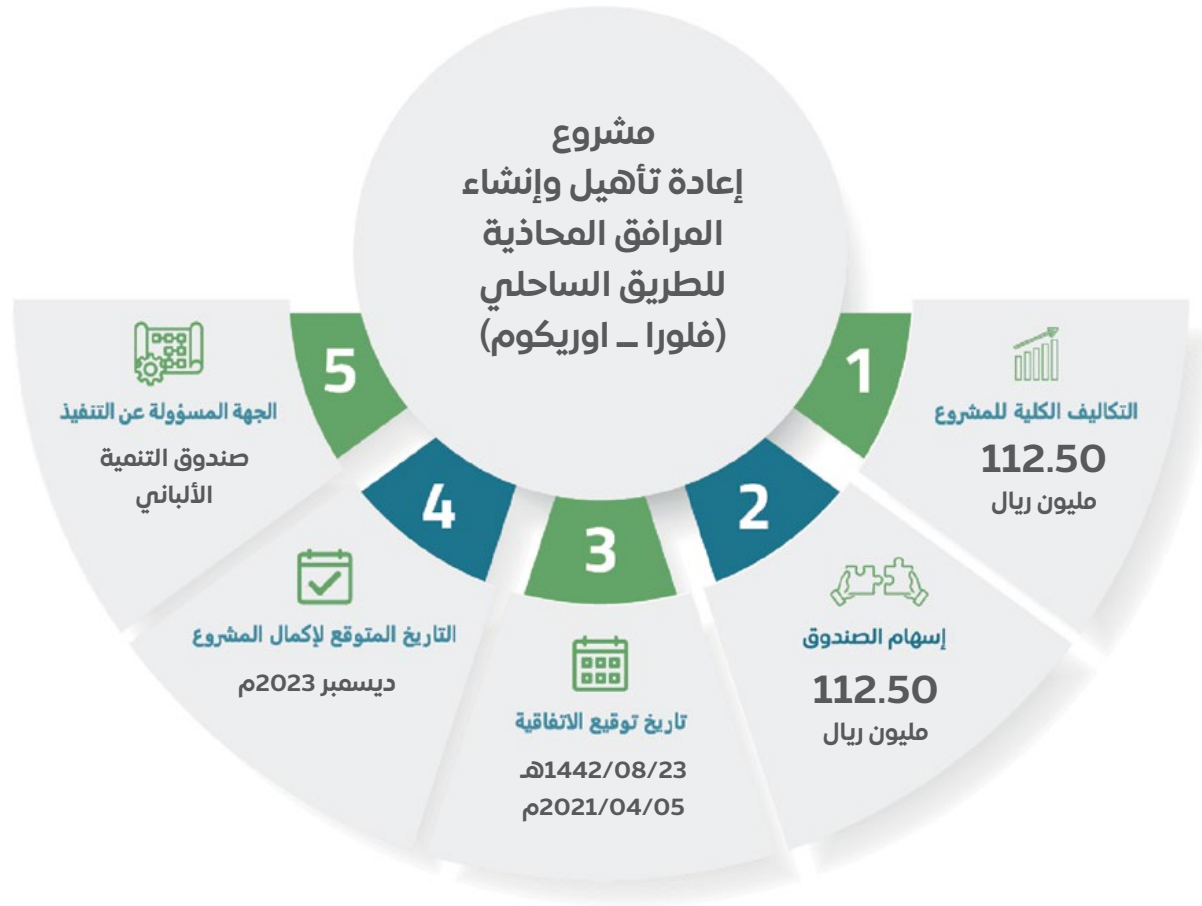 مشروع
إعادة تأهيل وإنشاء
المرافق المحاذية
للطريق الساحلي
(فلورا – اوريكوم)
1
التكاليف الكلية للمشروع
112.50
مليون ريال
2
إسهام الصندوق
112.50
مليون ريال
3
تاريخ توقيع الاتفاقية
1442/08/23هـ
2021/04/05م
4
التاريخ المتوقع لإكمال المشروع
ديسمبر 2023م
5
الجهة المسؤولة عن التنفيذ
صندوق التنمية
الألباني